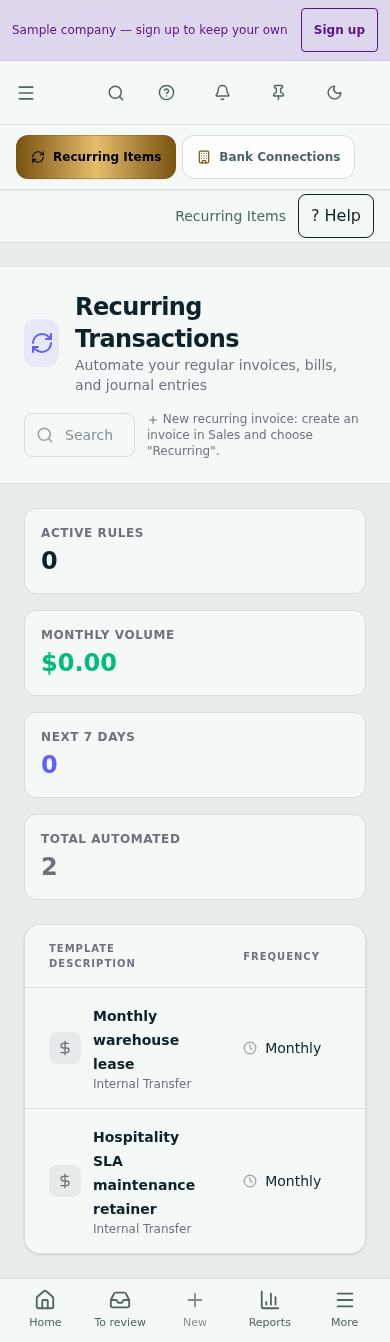 Sample company — sign up to keep your own
Sign up
Recurring Items
Bank Connections
Recurring Items
? Help
Recurring
Transactions
Automate your regular invoices, bills,
and journal entries
Search
+ New recurring invoice: create an
invoice in Sales and choose
"Recurring".
ACTIVE RULES
0
MONTHLY VOLUME
$0.00
NEXT 7 DAYS
0
TOTAL AUTOMATED
2
TEMPLATE
DESCRIPTION
FREQUENCY
Monthly
warehouse
lease
Internal Transfer
Monthly
Hospitality
SLA
maintenance
retainer
Internal Transfer
Monthly
Home
To review
New
Reports
More